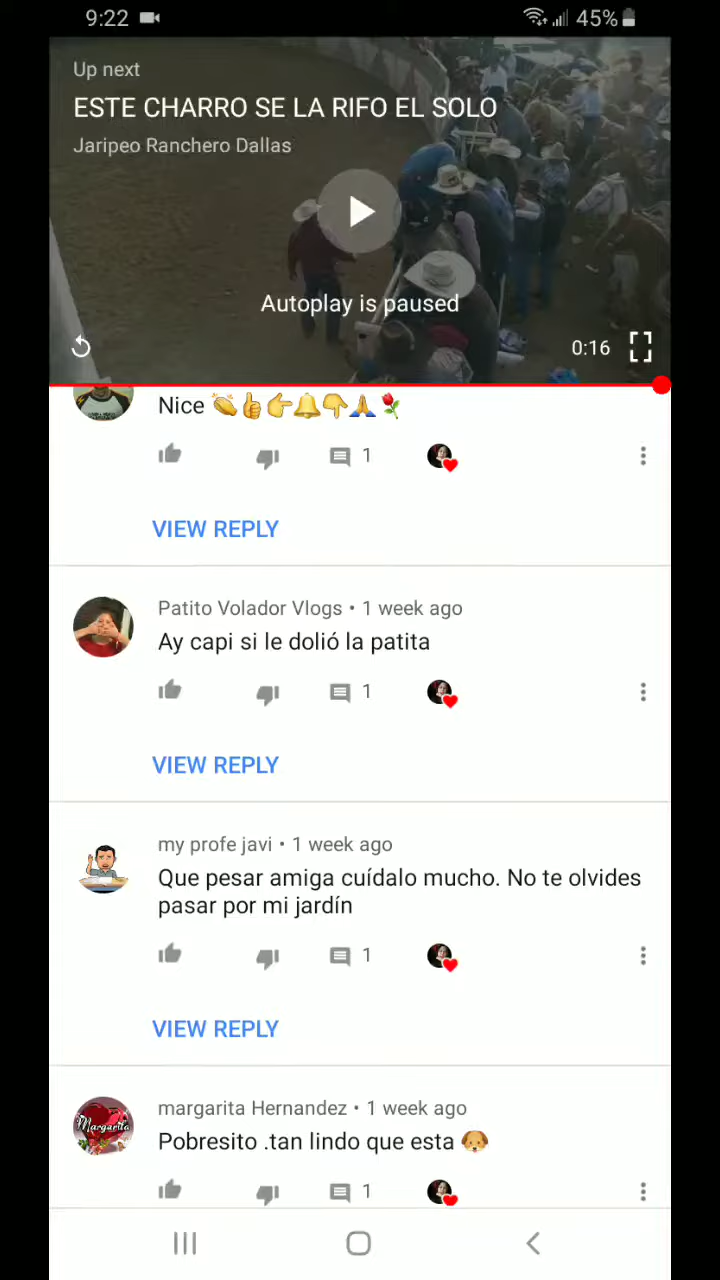 9:22
45%
Up next
ESTE CHARRO SE LA RIFO EL SOLO
Jaripeo Ranchero Dallas
Autoplay is paused
0:16
Nice 👏👍👉🔔👇🙏🌹
1
VIEW REPLY
Patito Volador Vlogs • 1 week ago
Ay capi si le dolió la patita
1
VIEW REPLY
my profe javi • 1 week ago
Que pesar amiga cuídalo mucho. No te olvides
pasar por mi jardín
1
VIEW REPLY
Margarita
margarita Hernandez • 1 week ago
Pobresito .tan lindo que esta 🐶
1